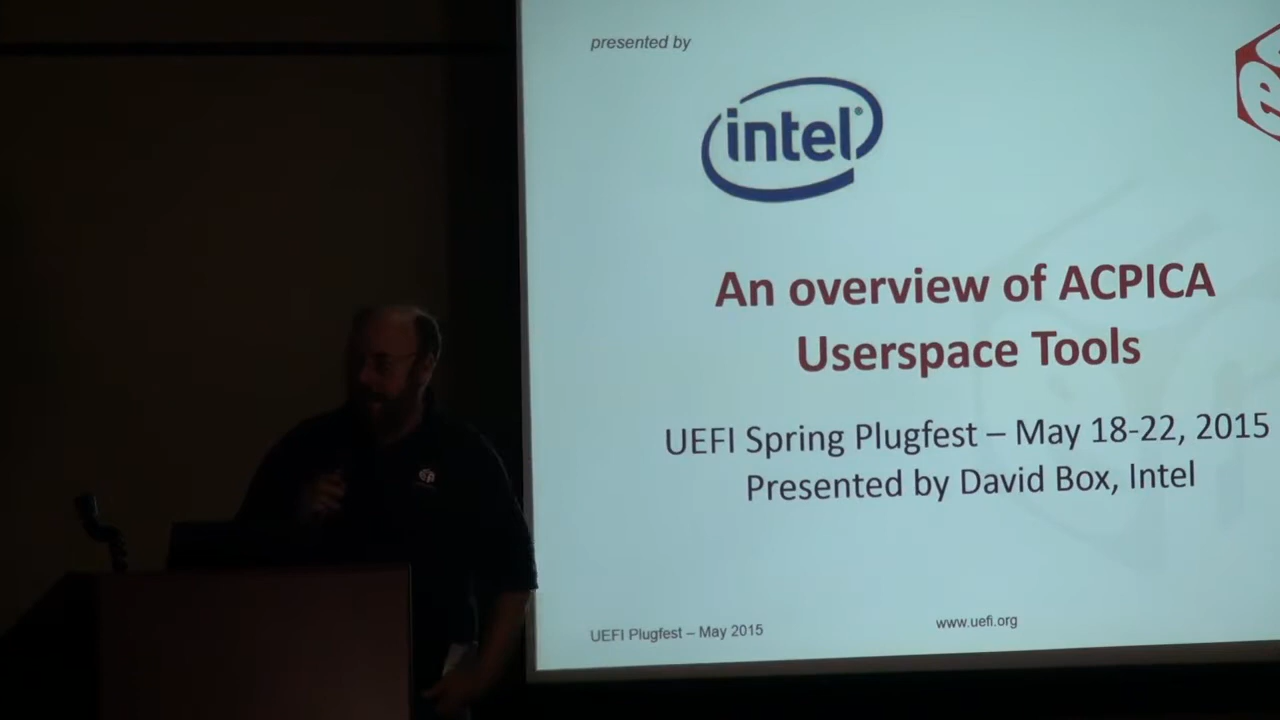 presented by
intel®
An overview of ACPICA
Userspace Tools
UEFI Spring Plugfest – May 18-22, 2015
Presented by David Box, Intel
UEFI Plugfest – May 2015
www.uefi.org